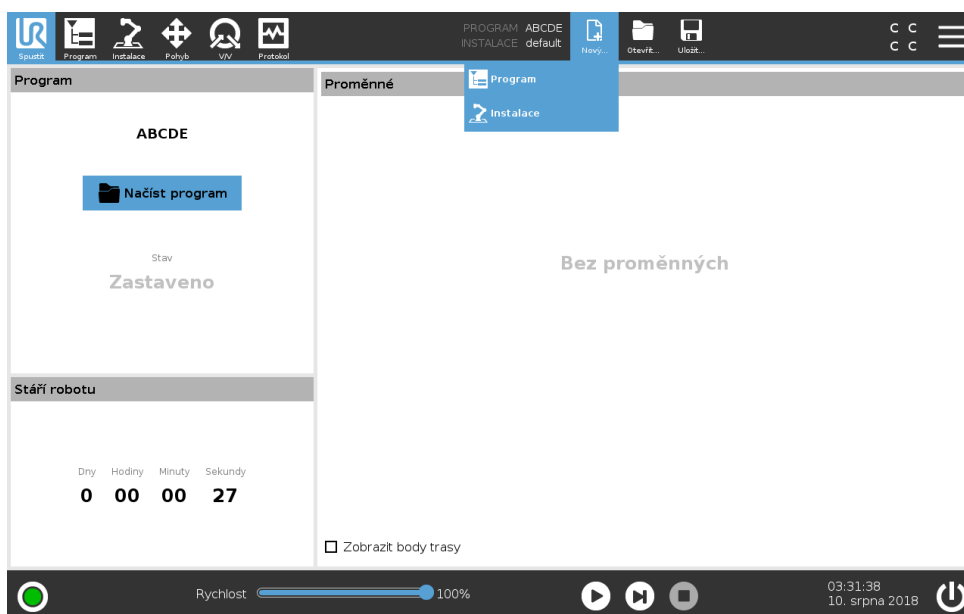 UR
Spustit
Program
Instalace
Pohyb
V/V
Protokol
PROGRAM ABCDE
INSTALACE default
Nový...
Otevřít...
Uložit...
C C
C C
Program
Instalace
Program
ABCDE
Načíst program
Stav
Zastaveno
Proměnné
Bez proměnných
Stáří robotu
Dny Hodiny Minuty Sekundy
0 00 00 27
Zobrazit body trasy
Rychlost 100%
03:31:38
10. srpna 2018